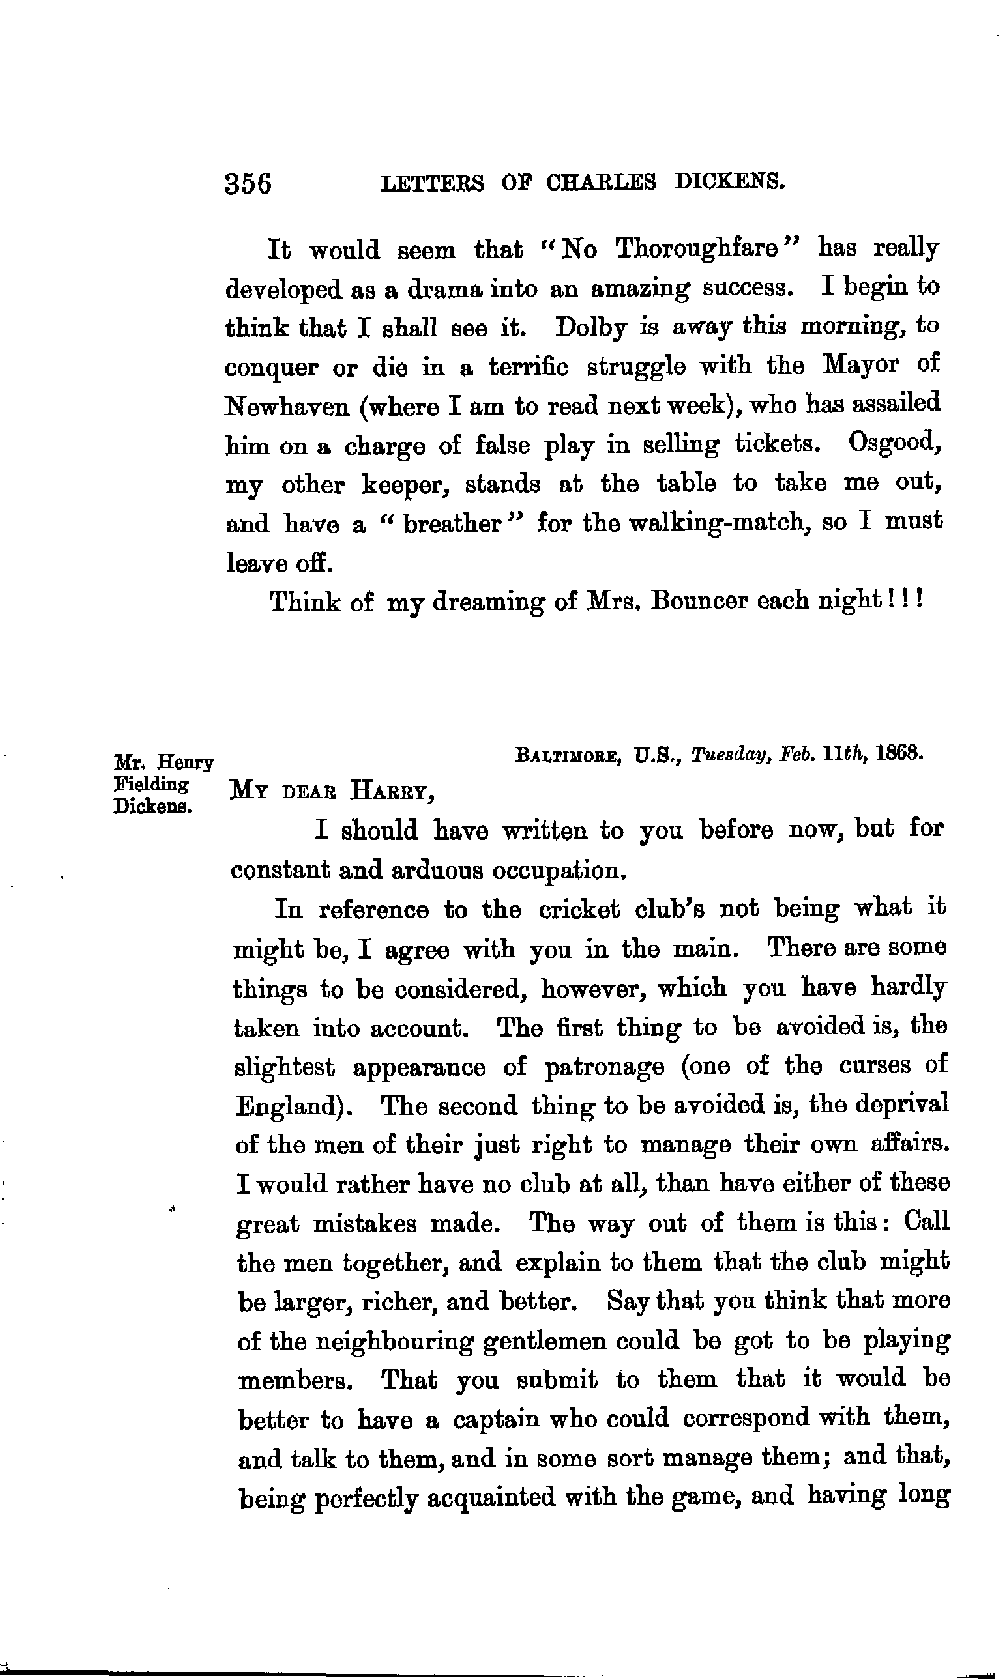 356 LETTERS OF CHARLES DICKENS.
It would seem that "No Thoroughfare" has really
developed as a drama into an amazing success. I begin to
think that I shall see it. Dolby is away this morning, to
conquer or die in a terrific struggle with the Mayor of
Newhaven (where I am to read next week), who has assailed
him on a charge of false play in selling tickets. Osgood,
my other keeper, stands at the table to take me out,
and have a "breather" for the walking-match, so I must
leave off.
Think of my dreaming of Mrs. Bouncer each night!!!
BALTIMORE, U.S., Tuesday, Feb. 11th, 1868.
Mr. Henry
Fielding
Dickens.
MY DEAR HARRY,
I should have written to you before now, but for
constant and arduous occupation.
In reference to the cricket club's not being what it
might be, I agree with you in the main. There are some
things to be considered, however, which you have hardly
taken into account. The first thing to be avoided is, the
slightest appearance of patronage (one of the curses of
England). The second thing to be avoided is, the deprival
of the men of their just right to manage their own affairs.
I would rather have no club at all, than have either of these
great mistakes made. The way out of them is this: Call
the men together, and explain to them that the club might
be larger, richer, and better. Say that you think that more
of the neighbouring gentlemen could be got to be playing
members. That you submit to them that it would be
better to have a captain who could correspond with them,
and talk to them, and in some sort manage them; and that,
being perfectly acquainted with the game, and having long